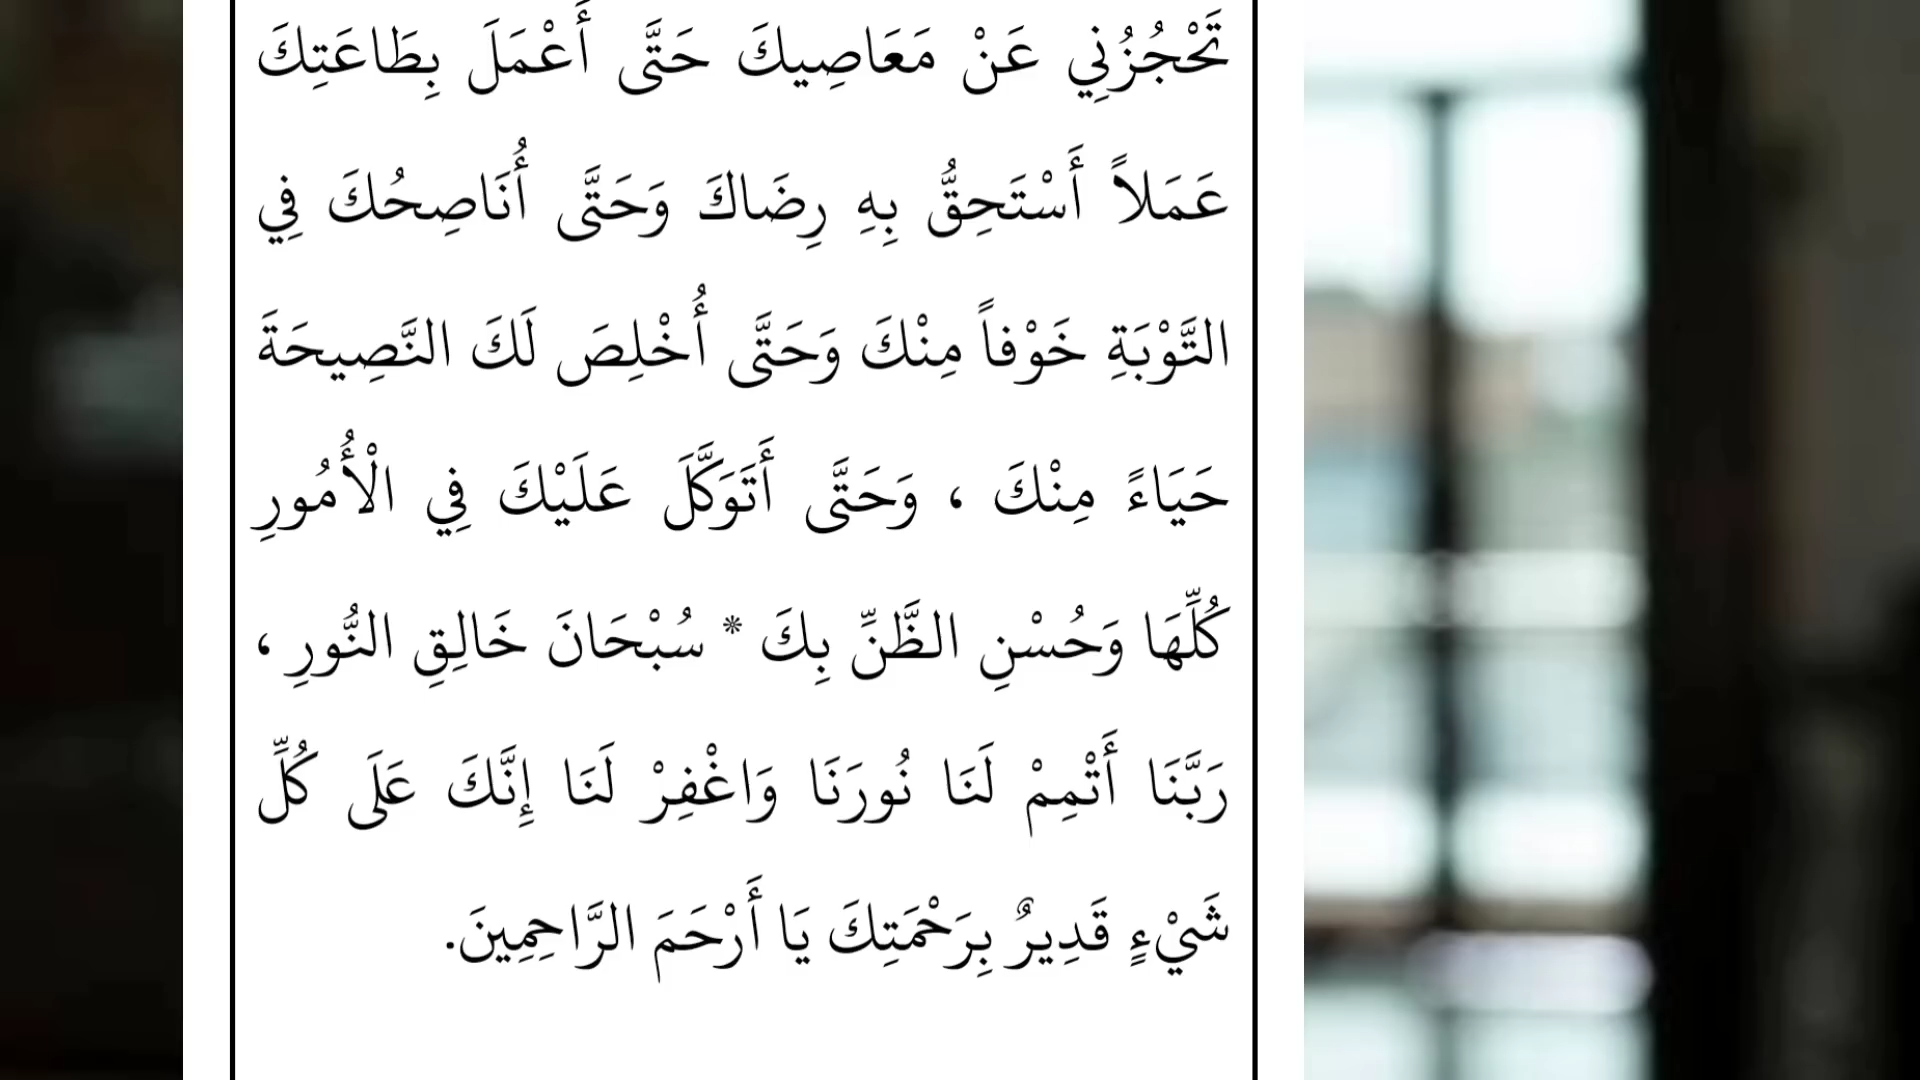 تَحْجُزُنِي عَنْ مَعَاصِيكَ حَتَّى أَعْمَلَ بِطَاعَتِكَ
عَمَلاً أَسْتَحِقُّ بِهِ رِضَاكَ وَحَتَّى أُنَاصِحُكَ فِي
التَّوْبَةِ خَوْفاً مِنْكَ وَحَتَّى أُخْلِصَ لَكَ النَّصِيحَةَ
حَيَاءً مِنْكَ ، وَحَتَّى أَتَوَكَّلَ عَلَيْكَ فِي الْأُمُورِ
كُلِّهَا وَحُسْنِ الظَّنِّ بِكَ * سُبْحَانَ خَالِقِ النُّورِ ،
رَبَّنَا أَتْمِمْ لَنَا نُورَنَا وَاغْفِرْ لَنَا إِنَّكَ عَلَى كُلِّ
شَيْءٍ قَدِيرٌ بِرَحْمَتِكَ يَا أَرْحَمَ الرَّاحِمِينَ.